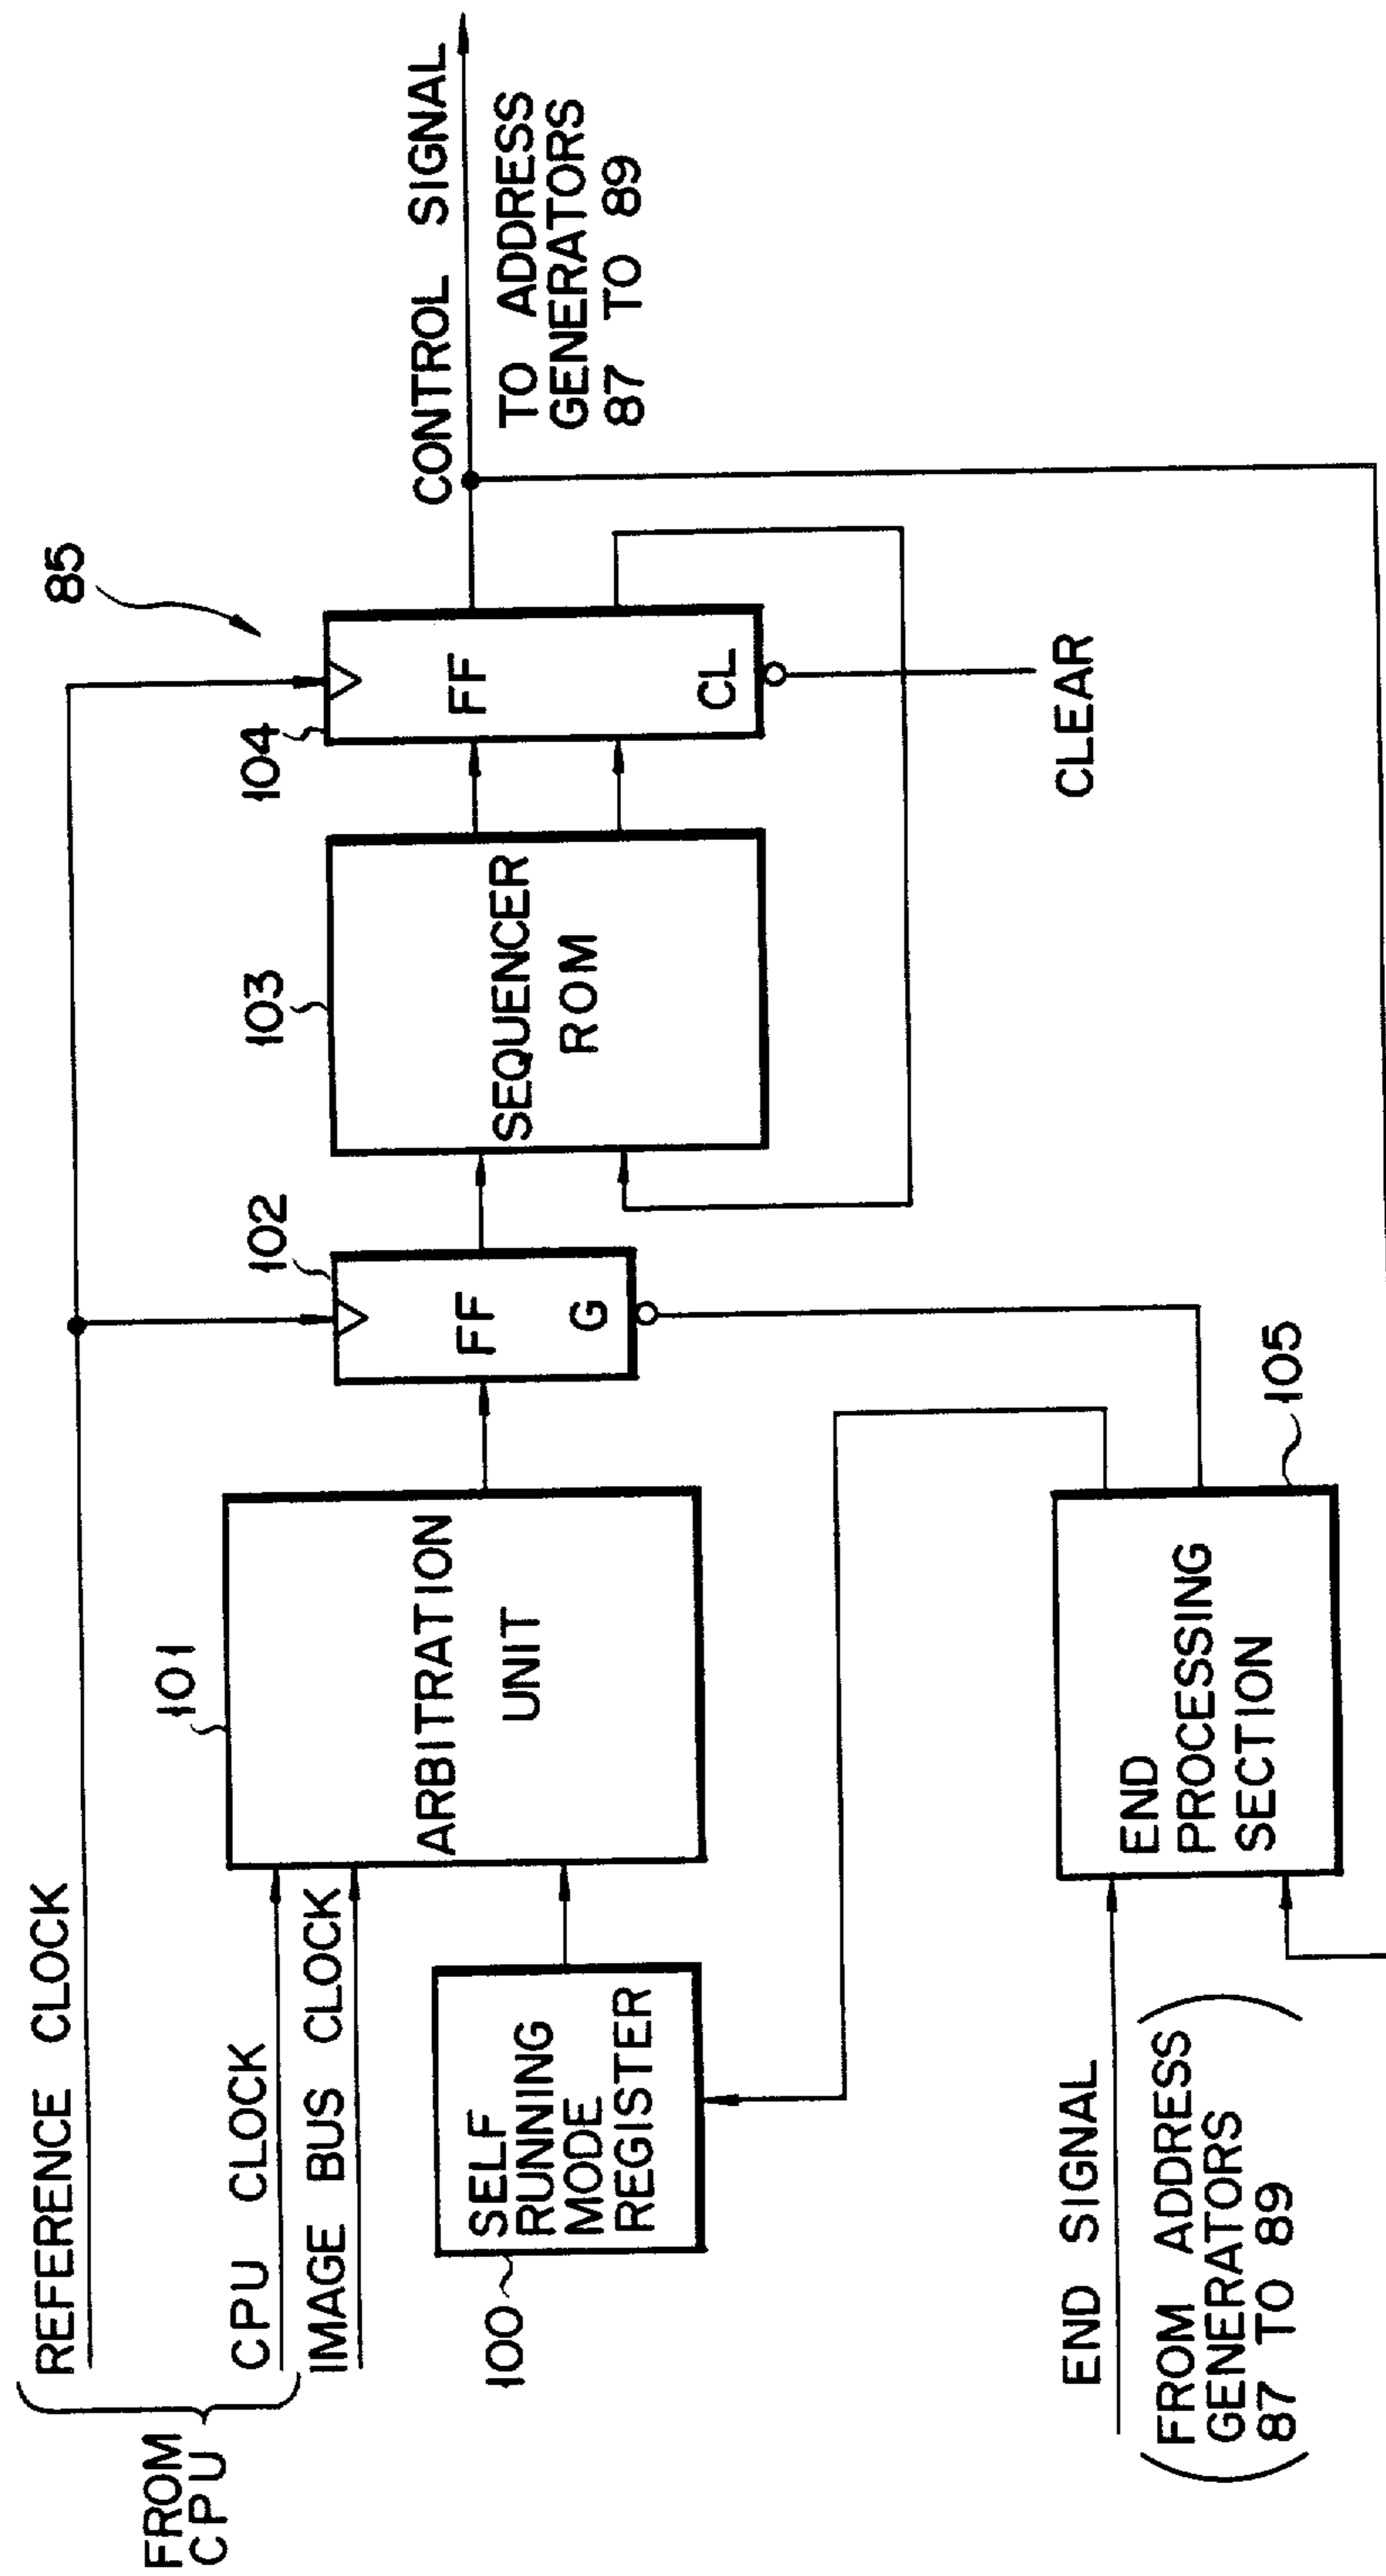 FROM
CPU
REFERENCE CLOCK
CPU CLOCK
IMAGE BUS CLOCK
100
SELF
RUNNING
MODE
REGISTER
101
ARBITRATION
UNIT
102
FF
G
103
SEQUENCER
ROM
104
FF
CL
85
CONTROL SIGNAL
TO ADDRESS
GENERATORS
87 TO 89
CLEAR
END SIGNAL
(FROM ADDRESS
GENERATORS
87 TO 89)
END
PROCESSING
SECTION
105